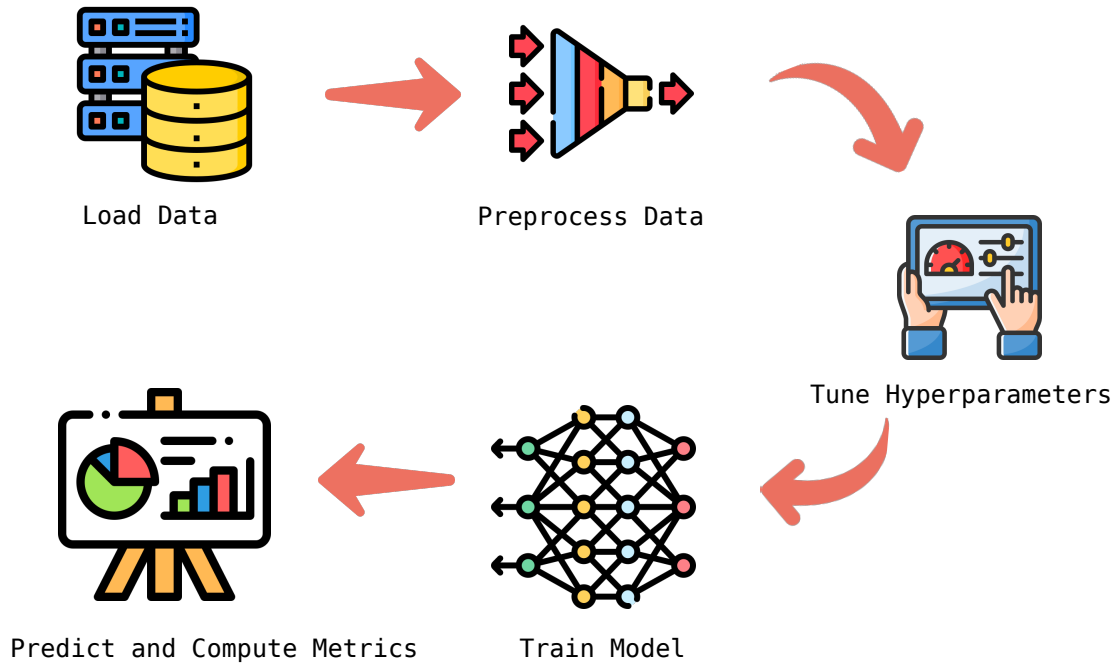 Load Data
Preprocess Data
Tune Hyperparameters
Train Model
Predict and Compute Metrics